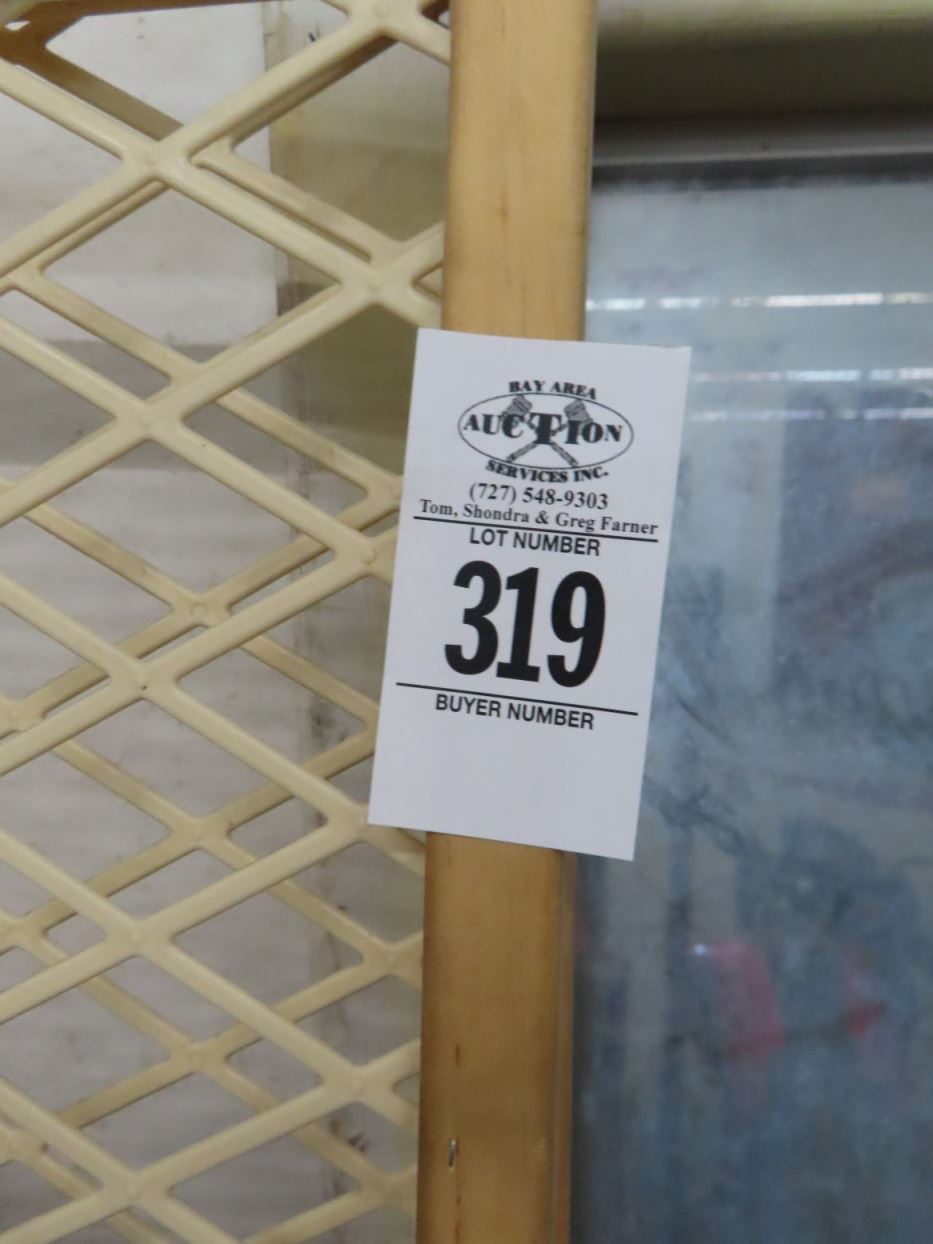 BAY AREA
AUCTION
SERVICES INC.
(727) 548-9303
Tom, Shondra & Greg Farner
LOT NUMBER
319
BUYER NUMBER